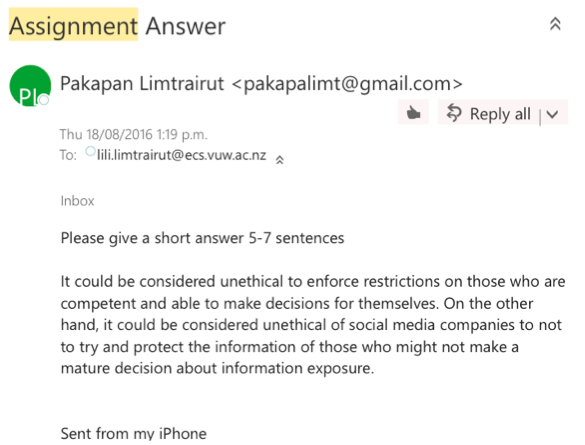 Assignment Answer
Plo
Pakapan Limtrairut <pakapalimt@gmail.com>
Reply all
Thu 18/08/2016 1:19 p.m.
To: lili.limtrairut@ecs.vuw.ac.nz
Inbox
Please give a short answer 5-7 sentences
It could be considered unethical to enforce restrictions on those who are
competent and able to make decisions for themselves. On the other
hand, it could be considered unethical of social media companies to not
to try and protect the information of those who might not make a
mature decision about information exposure.
Sent from my iPhone